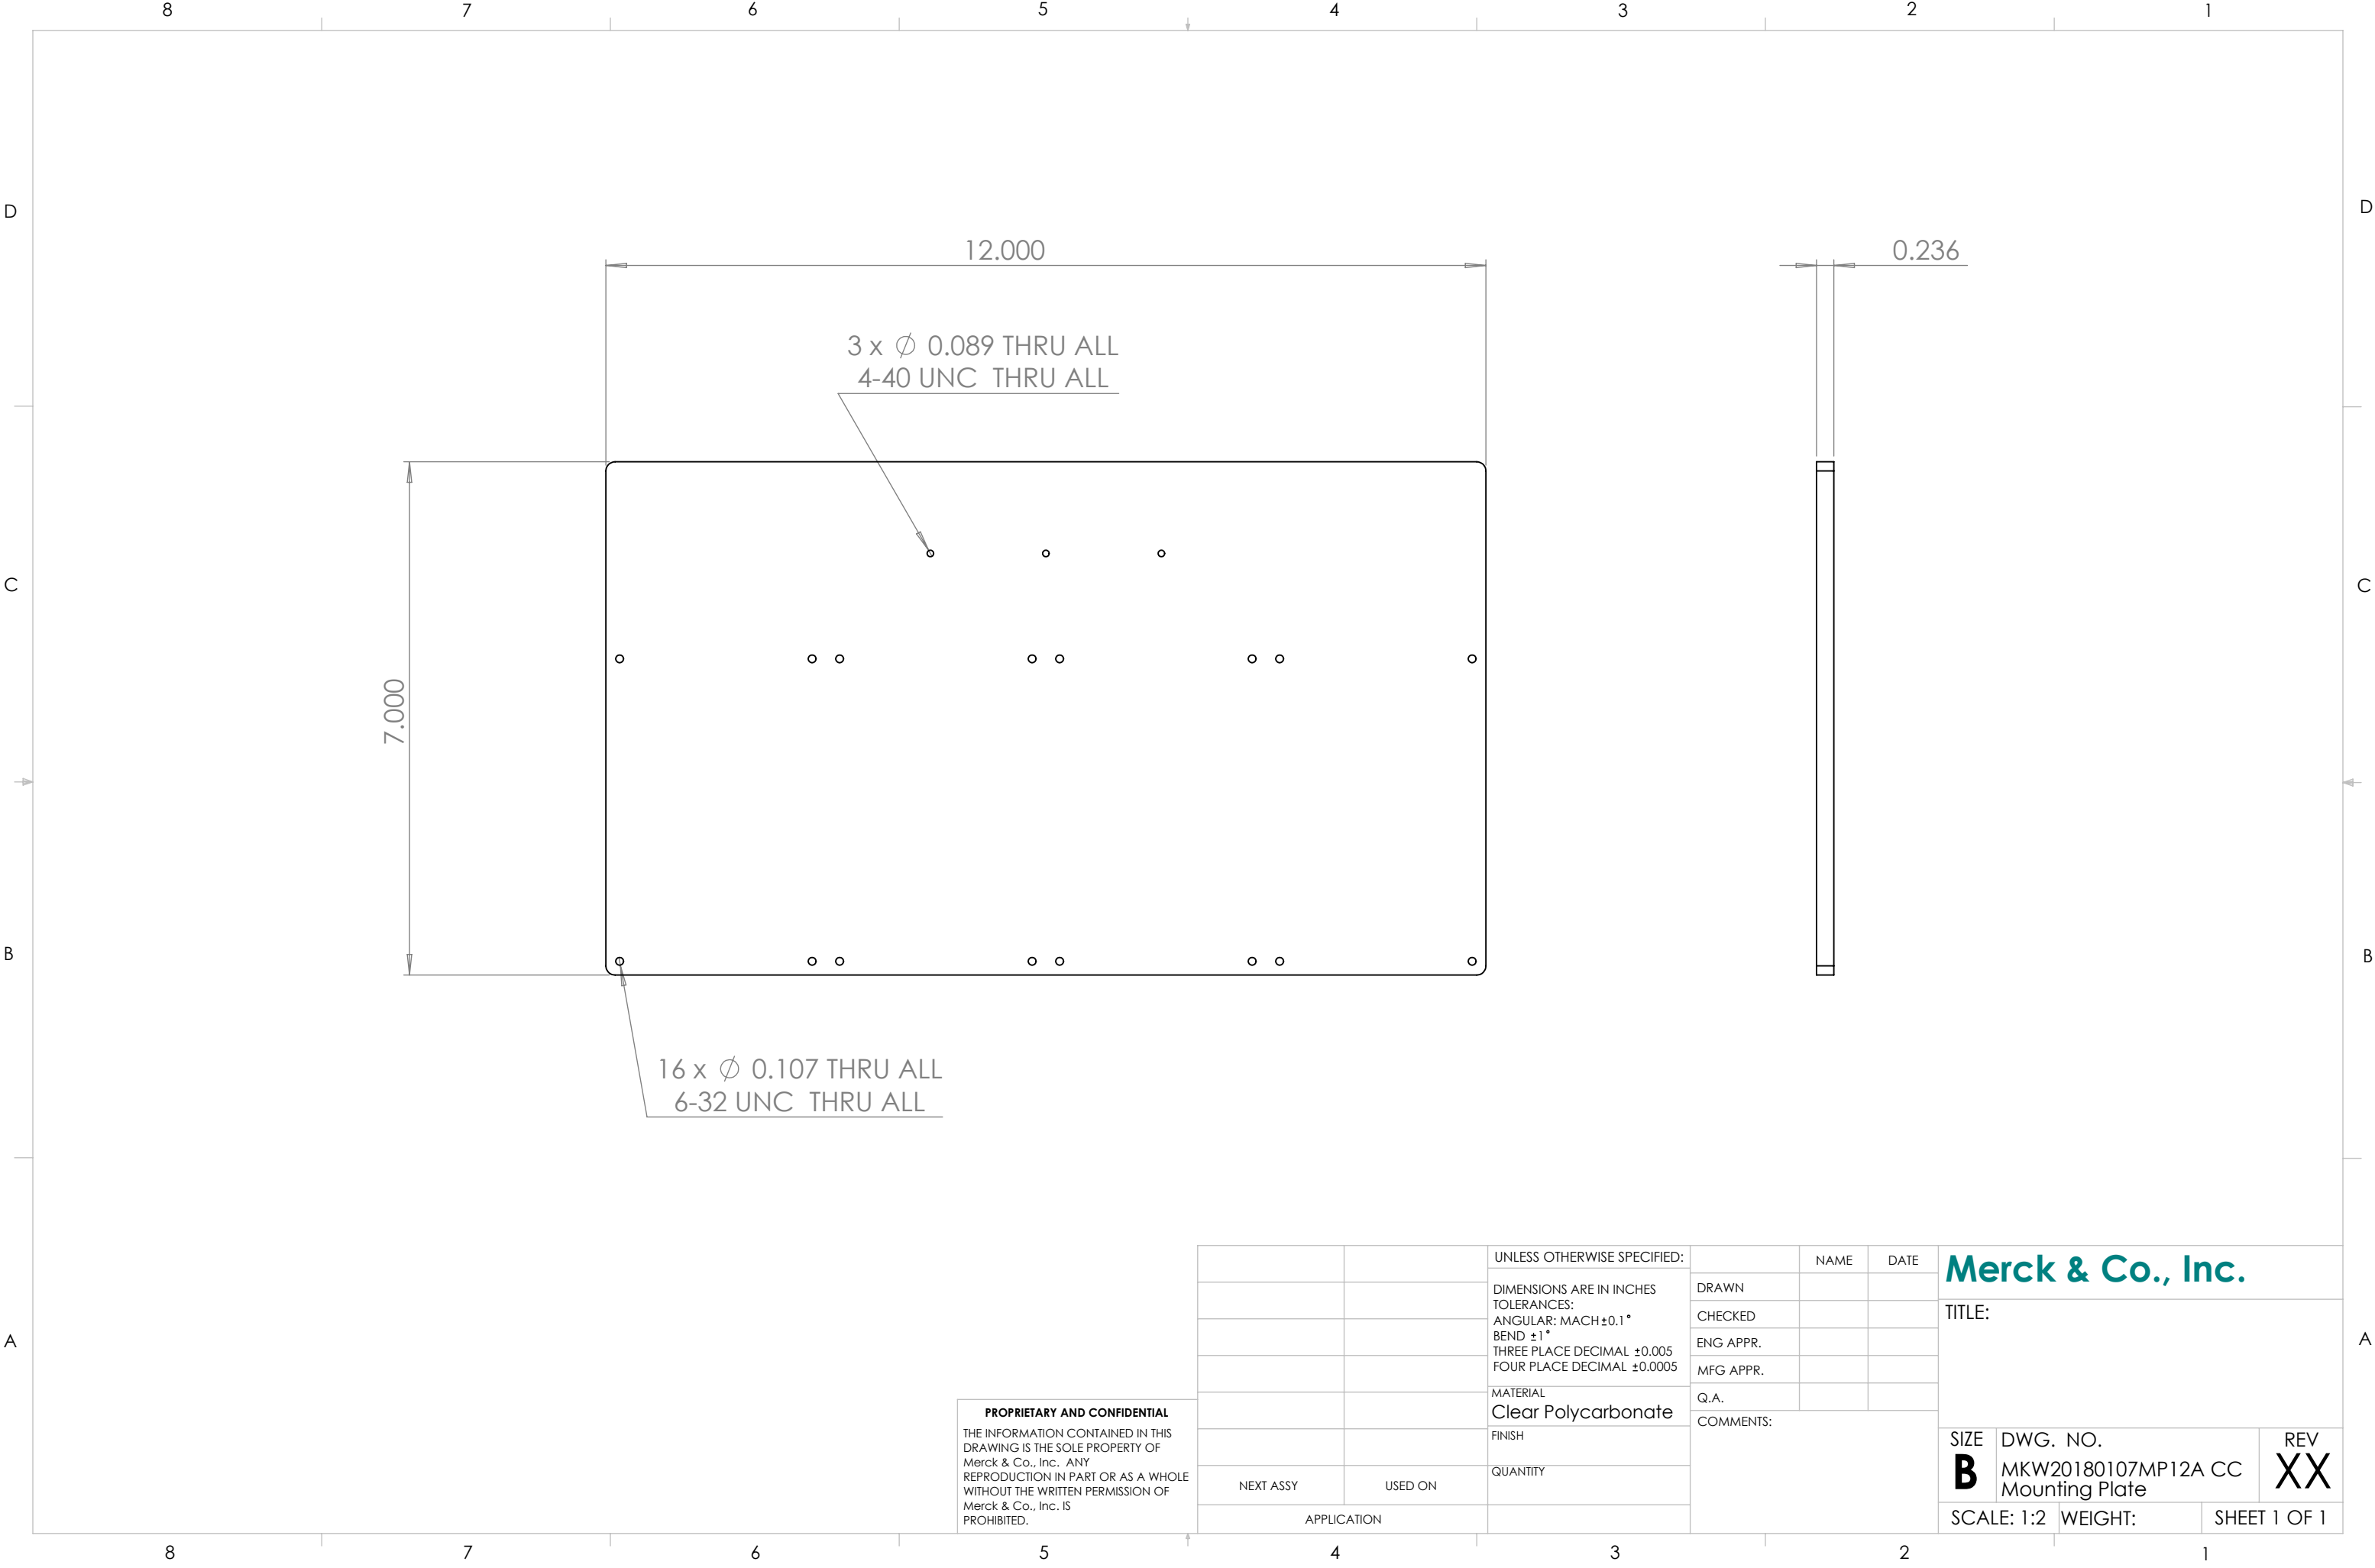 8 7 6 5 4 3 2 1
D D
12.000
0.236
3 x ∅ 0.089 THRU ALL
4-40 UNC THRU ALL
C C
7.000
B B
16 x ∅ 0.107 THRU ALL
6-32 UNC THRU ALL
A A
PROPRIETARY AND CONFIDENTIAL
THE INFORMATION CONTAINED IN THIS
DRAWING IS THE SOLE PROPERTY OF
Merck & Co., Inc. ANY
REPRODUCTION IN PART OR AS A WHOLE
WITHOUT THE WRITTEN PERMISSION OF
Merck & Co., Inc. IS
PROHIBITED.
NEXT ASSY USED ON
APPLICATION
UNLESS OTHERWISE SPECIFIED:
DIMENSIONS ARE IN INCHES
TOLERANCES:
ANGULAR: MACH±0.1°
BEND ±1°
THREE PLACE DECIMAL ±0.005
FOUR PLACE DECIMAL ±0.0005
MATERIAL
Clear Polycarbonate
FINISH
QUANTITY
NAME DATE
DRAWN
CHECKED
ENG APPR.
MFG APPR.
Q.A.
COMMENTS:
Merck & Co., Inc.
TITLE:
SIZE
B
DWG. NO.
MKW20180107MP12A CC
Mounting Plate
REV
XX
SCALE: 1:2 WEIGHT: SHEET 1 OF 1
8 7 6 5 4 3 2 1